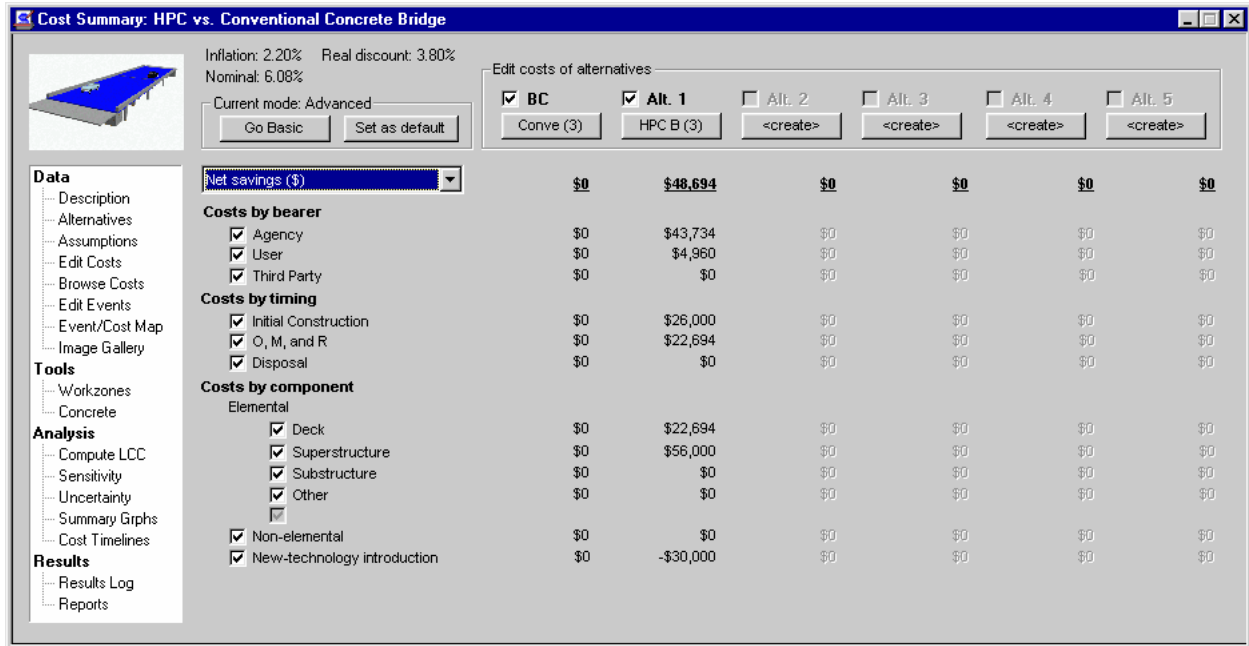 Cost Summary: HPC vs. Conventional Concrete Bridge
Inflation: 2.20% Real discount: 3.80%
Nominal: 6.08%
Current mode: Advanced
Go Basic Set as default
Edit costs of alternatives
BC Alt. 1 Alt. 2 Alt. 3 Alt. 4 Alt. 5
Conve (3) HPC B (3) <create> <create> <create> <create>
Data
Description
Alternatives
Assumptions
Edit Costs
Browse Costs
Edit Events
Event/Cost Map
Image Gallery
Tools
Workzones
Concrete
Analysis
Compute LCC
Sensitivity
Uncertainty
Summary Grphs
Cost Timelines
Results
Results Log
Reports
Net savings ($) $0 $48,694 $0 $0 $0 $0
Costs by bearer
Agency $0 $43,734 $0 $0 $0 $0
User $0 $4,960 $0 $0 $0 $0
Third Party $0 $0 $0 $0 $0 $0
Costs by timing
Initial Construction $0 $26,000 $0 $0 $0 $0
O, M, and R $0 $22,694 $0 $0 $0 $0
Disposal $0 $0 $0 $0 $0 $0
Costs by component
Elemental
Deck $0 $22,694 $0 $0 $0 $0
Superstructure $0 $56,000 $0 $0 $0 $0
Substructure $0 $0 $0 $0 $0 $0
Other $0 $0 $0 $0 $0 $0
Non-elemental $0 $0 $0 $0 $0 $0
New-technology introduction $0 -$30,000 $0 $0 $0 $0